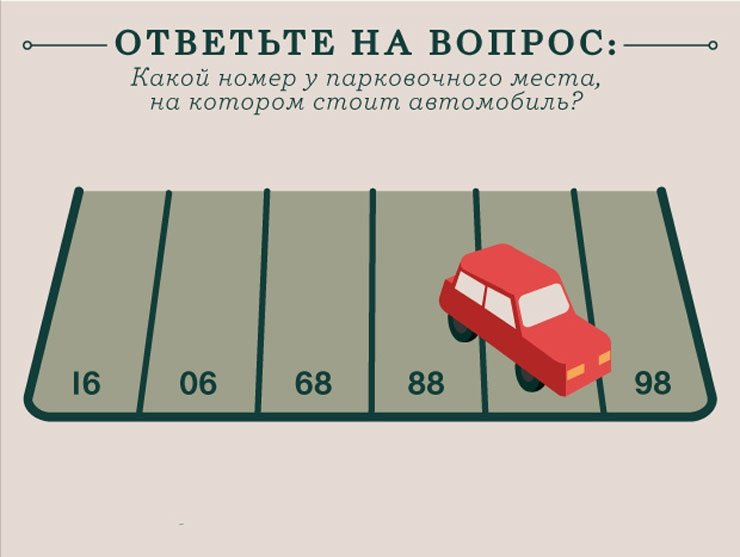 ОТВЕТЬТЕ НА ВОПРОС:
Какой номер у парковочного места,
на котором стоит автомобиль?
16 06 68 88 98